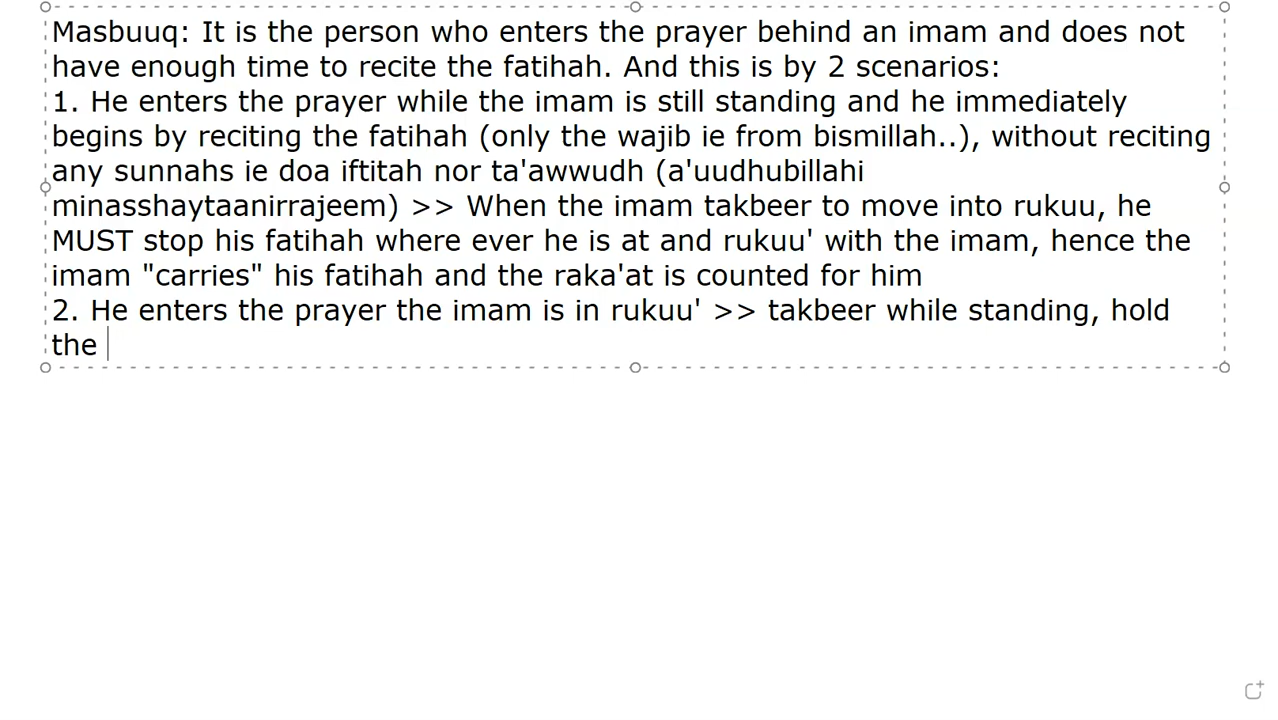 Masbuuq: It is the person who enters the prayer behind an imam and does not
have enough time to recite the fatihah. And this is by 2 scenarios:
1. He enters the prayer while the imam is still standing and he immediately
begins by reciting the fatihah (only the wajib ie from bismillah..), without reciting
any sunnahs ie doa iftitah nor ta'awwudh (a'uudhubillahi
minasshaytaanirrajeem) >> When the imam takbeer to move into rukuu, he
MUST stop his fatihah where ever he is at and rukuu' with the imam, hence the
imam "carries" his fatihah and the raka'at is counted for him
2. He enters the prayer the imam is in rukuu' >> takbeer while standing, hold
the